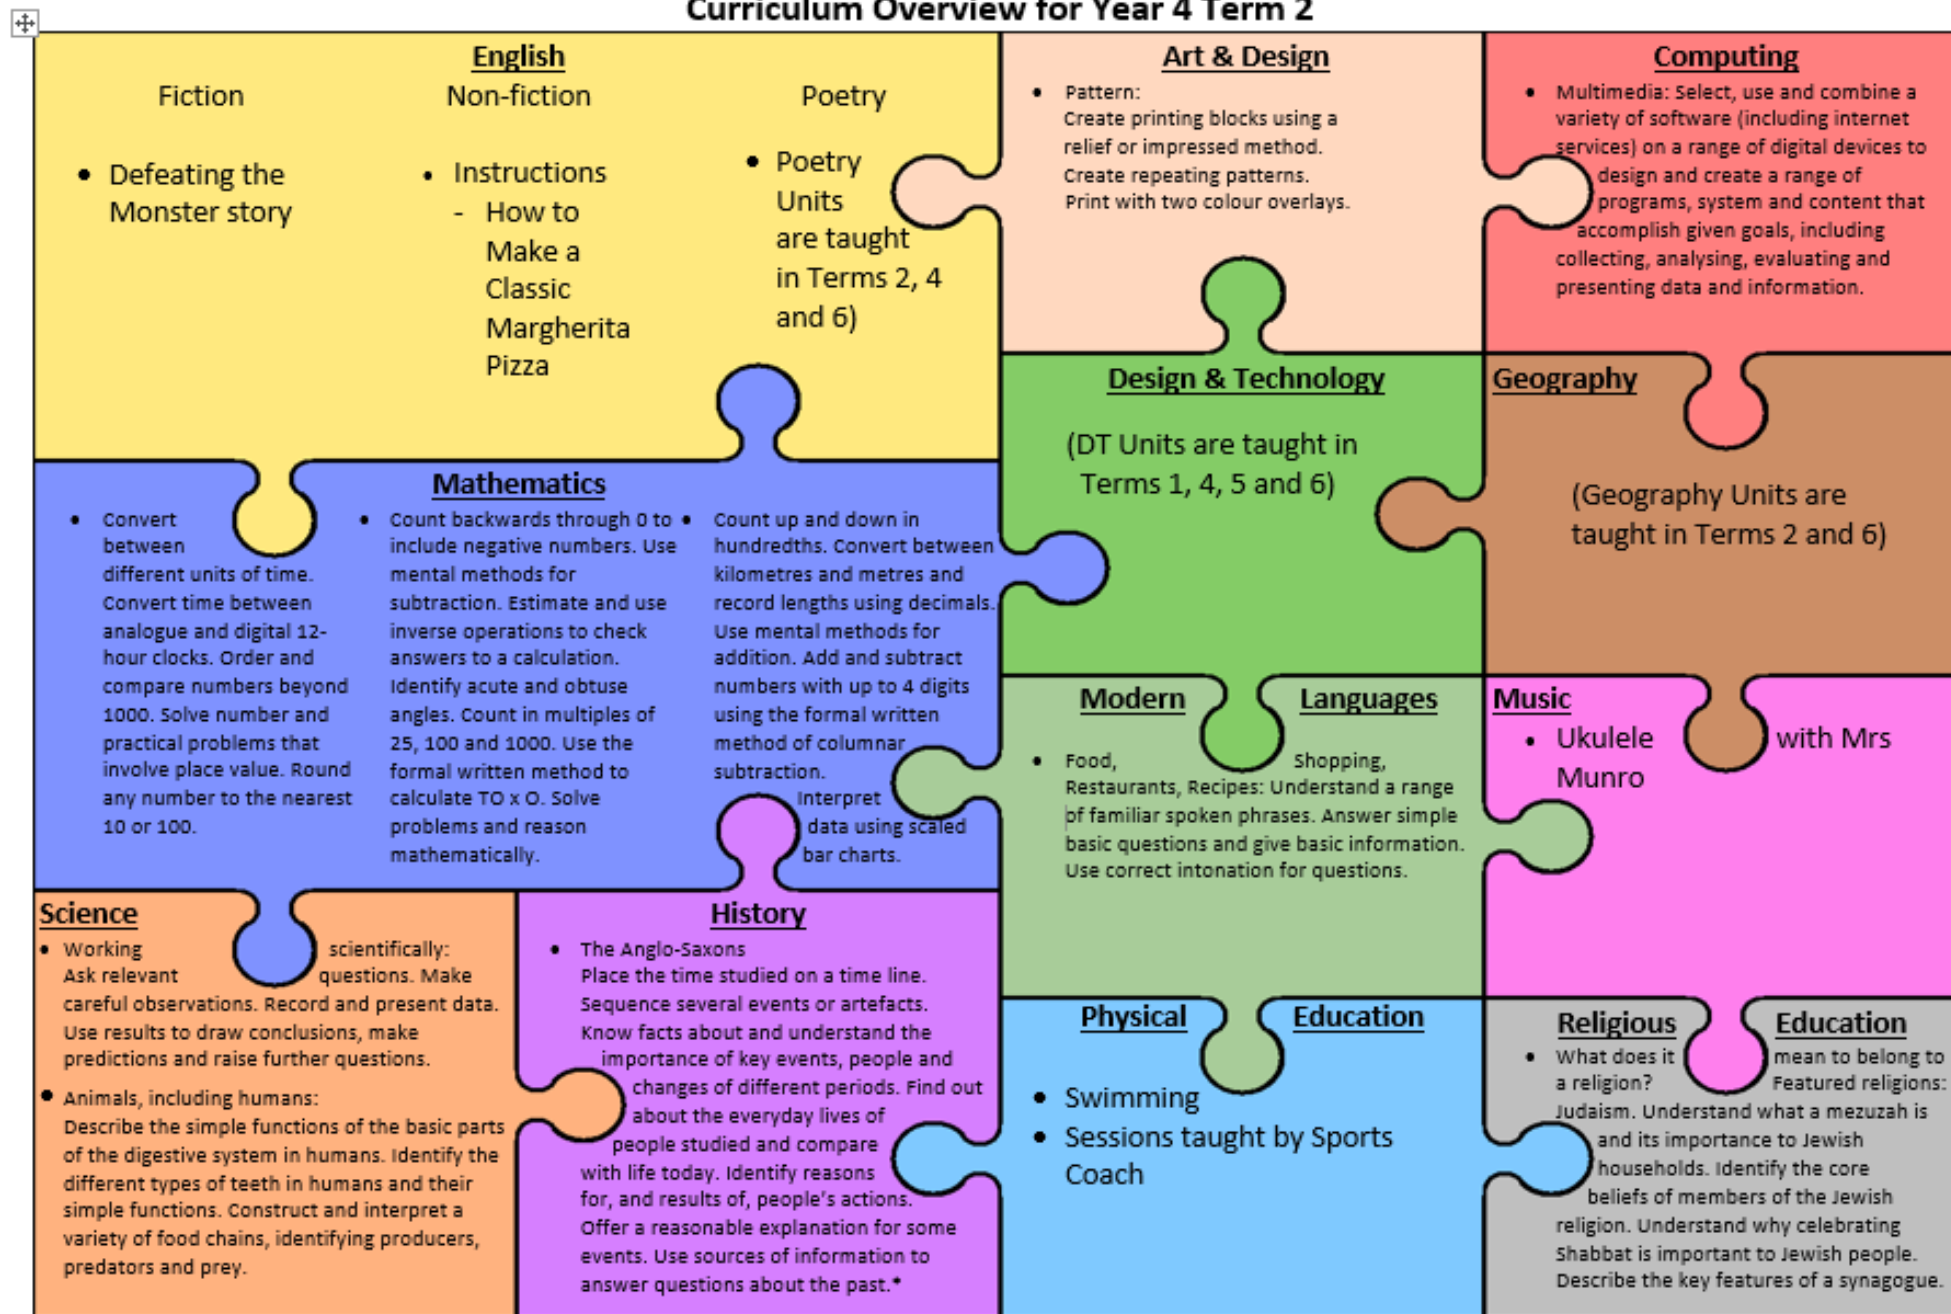 Curriculum Overview for Year 4 Term 2
English
Fiction
• Defeating the
Monster story
Non-fiction
• Instructions
- How to
Make a
Classic
Margherita
Pizza
Poetry
• Poetry
Units
are taught
in Terms 2, 4
and 6)
Art & Design
• Pattern:
Create printing blocks using a
relief or impressed method.
Create repeating patterns.
Print with two colour overlays.
Computing
• Multimedia: Select, use and combine a
variety of software (including internet
services) on a range of digital devices to
design and create a range of
programs, system and content that
accomplish given goals, including
collecting, analysing, evaluating and
presenting data and information.
Mathematics
• Convert
between
different units of time.
Convert time between
analogue and digital 12-
hour clocks. Order and
compare numbers beyond
1000. Solve number and
practical problems that
involve place value. Round
any number to the nearest
10 or 100.
• Count backwards through 0 to
include negative numbers. Use
mental methods for
subtraction. Estimate and use
inverse operations to check
answers to a calculation.
Identify acute and obtuse
angles. Count in multiples of
25, 100 and 1000. Use the
formal written method to
calculate TO x O. Solve
problems and reason
mathematically.
• Count up and down in
hundredths. Convert between
kilometres and metres and
record lengths using decimals.
Use mental methods for
addition. Add and subtract
numbers with up to 4 digits
using the formal written
method of columnar
subtraction.
Interpret
data using scaled
bar charts.
Design & Technology
(DT Units are taught in
Terms 1, 4, 5 and 6)
Geography
(Geography Units are
taught in Terms 2 and 6)
Modern Languages
• Food, Shopping,
Restaurants, Recipes: Understand a range
of familiar spoken phrases. Answer simple
basic questions and give basic information.
Use correct intonation for questions.
Music
• Ukulele with Mrs
Munro
Science
• Working scientifically:
Ask relevant questions. Make
careful observations. Record and present data.
Use results to draw conclusions, make
predictions and raise further questions.
• Animals, including humans:
Describe the simple functions of the basic parts
of the digestive system in humans. Identify the
different types of teeth in humans and their
simple functions. Construct and interpret a
variety of food chains, identifying producers,
predators and prey.
History
• The Anglo-Saxons
Place the time studied on a time line.
Sequence several events or artefacts.
Know facts about and understand the
importance of key events, people and
changes of different periods. Find out
about the everyday lives of
people studied and compare
with life today. Identify reasons
for, and results of, people's actions.
Offer a reasonable explanation for some
events. Use sources of information to
answer questions about the past.*
Physical Education
• Swimming
• Sessions taught by Sports
Coach
Religious Education
• What does it mean to belong to
a religion? Featured religions:
Judaism. Understand what a mezuzah is
and its importance to Jewish
households. Identify the core
beliefs of members of the Jewish
religion. Understand why celebrating
Shabbat is important to Jewish people.
Describe the key features of a synagogue.